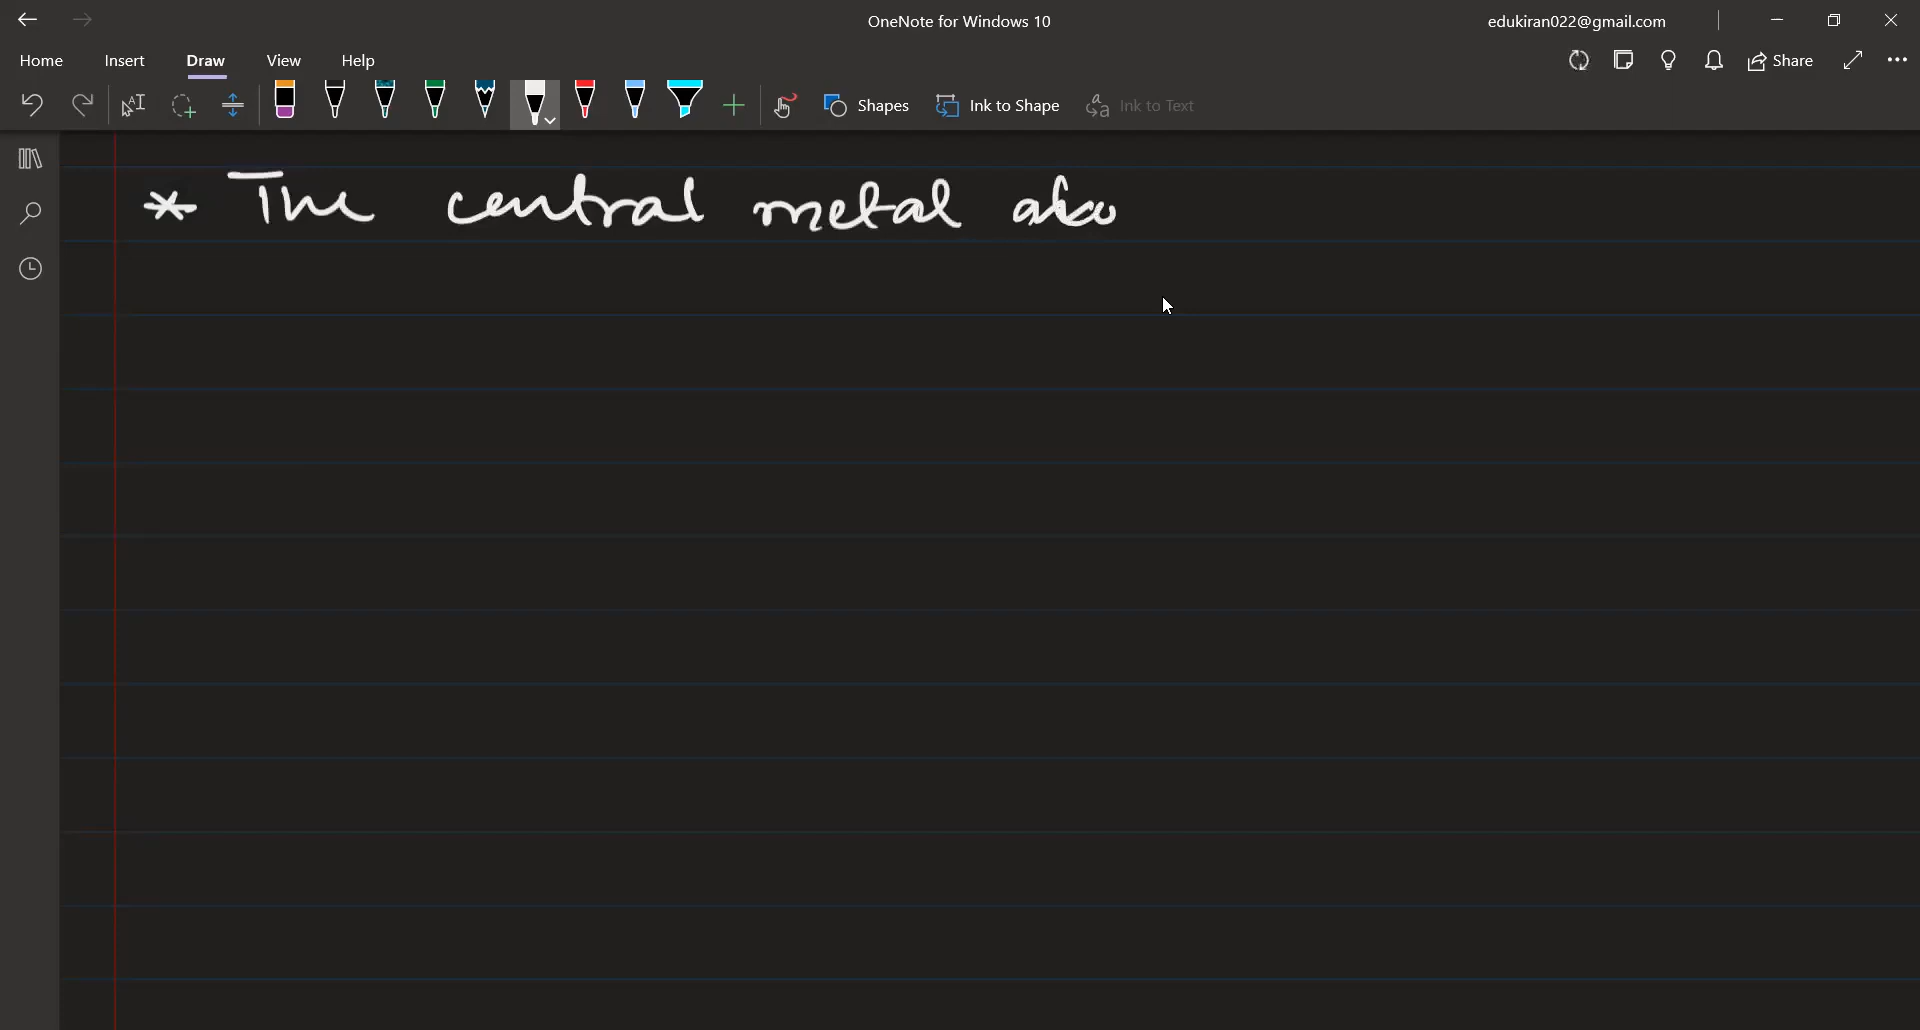 OneNote for Windows 10
edukiran022@gmail.com
Home Insert Draw View Help
Share
Shapes Ink to Shape Ink to Text
* The central metal